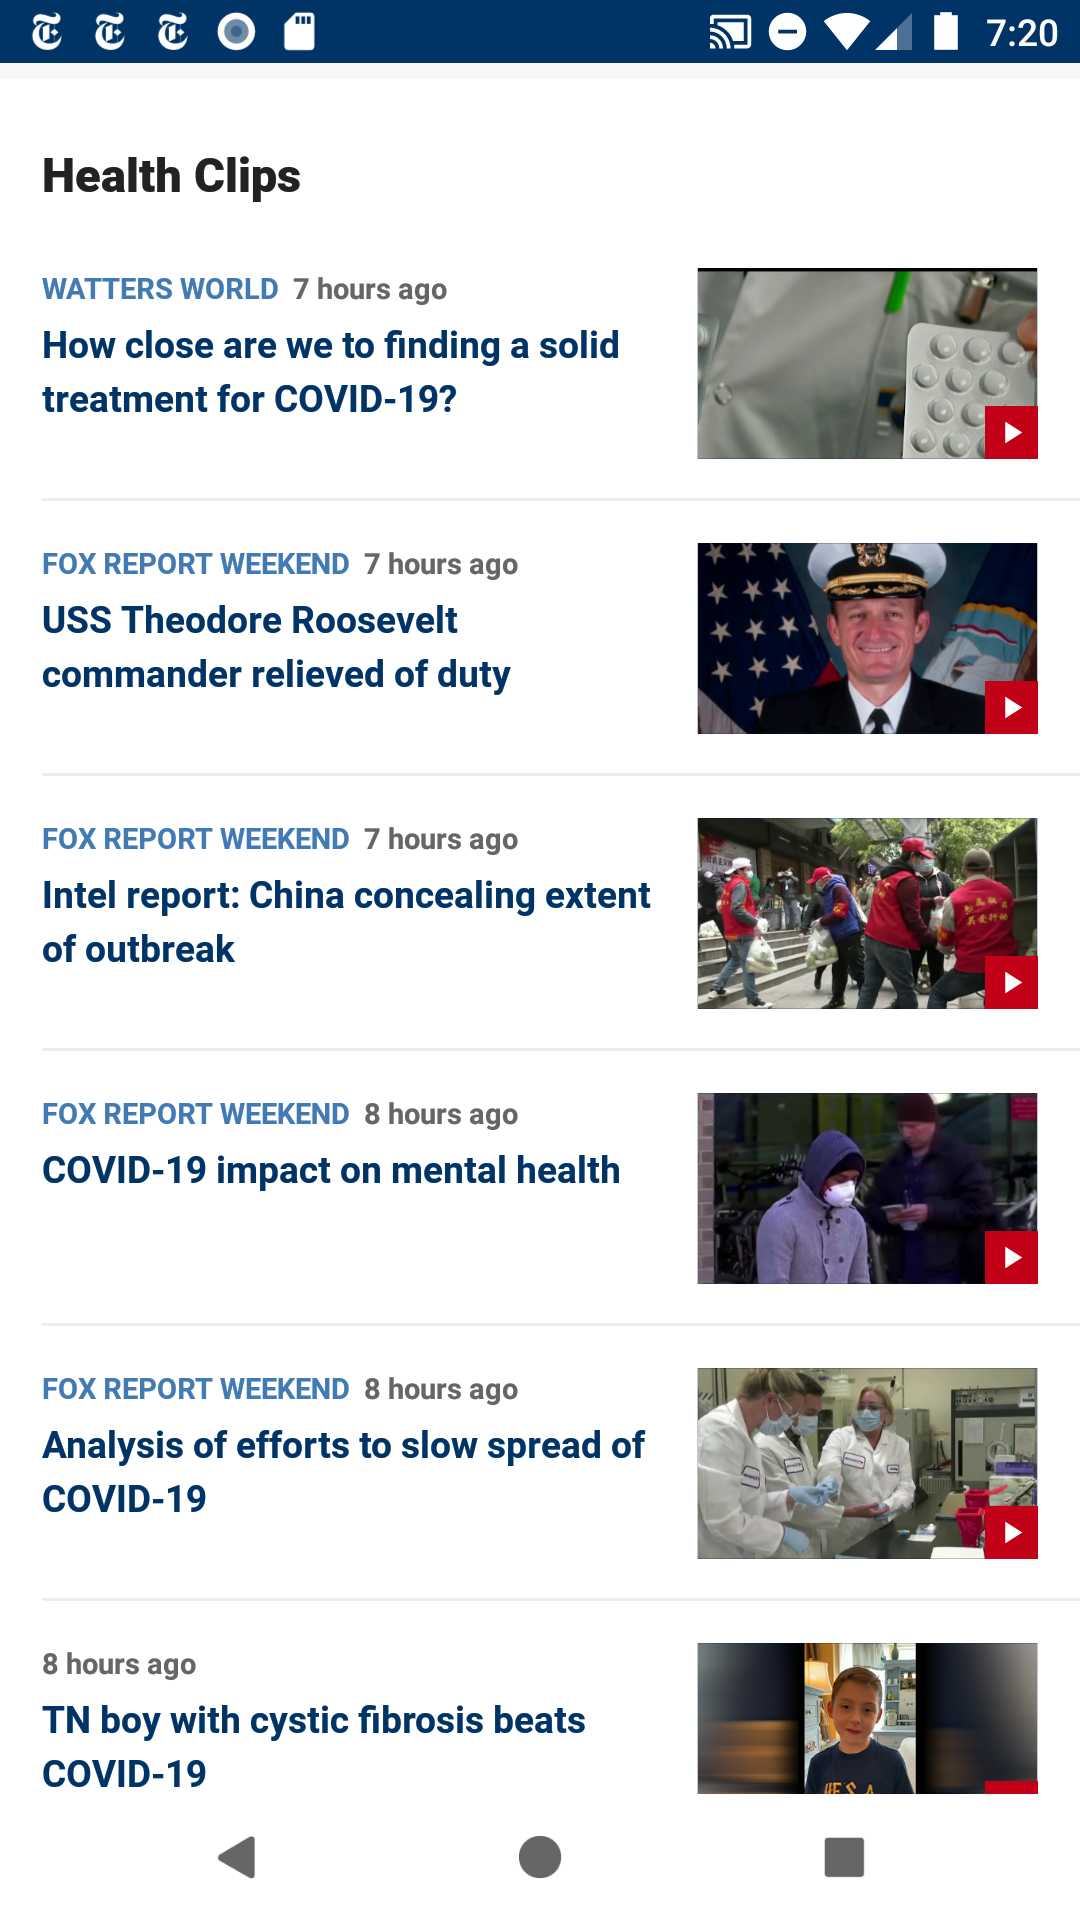 7:20
Health Clips
WATTERS WORLD 7 hours ago
How close are we to finding a solid
treatment for COVID-19?
FOX REPORT WEEKEND 7 hours ago
USS Theodore Roosevelt
commander relieved of duty
FOX REPORT WEEKEND 7 hours ago
Intel report: China concealing extent
of outbreak
FOX REPORT WEEKEND 8 hours ago
COVID-19 impact on mental health
FOX REPORT WEEKEND 8 hours ago
Analysis of efforts to slow spread of
COVID-19
8 hours ago
TN boy with cystic fibrosis beats
COVID-19